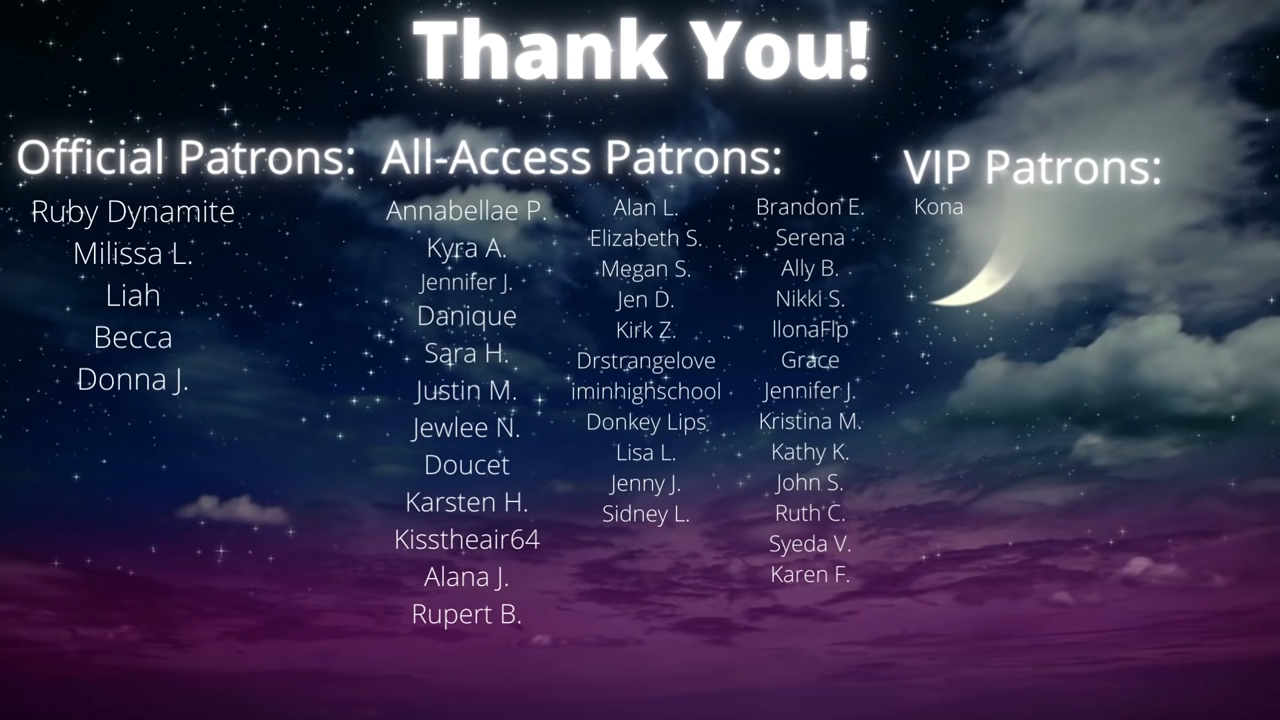 Thank You!
Official Patrons:
Ruby Dynamite
Milissa L.
Liah
Becca
Donna J.
All-Access Patrons:
Annabellae P.
Kyra A.
Jennifer J.
Danique
Sara H.
Justin M.
Jewlee N.
Doucet
Karsten H.
Kisstheair64
Alana J.
Rupert B.
Alan L.
Elizabeth S.
Megan S.
Jen D.
Kirk Z.
Drstrangelove
iminhighschool
Donkey Lips
Lisa L.
Jenny J.
Sidney L.
Brandon E.
Serena
Ally B.
Nikki S.
llonaFlp
Grace
Jennifer J.
Kristina M.
Kathy K.
John S.
Ruth C.
Syeda V.
Karen F.
VIP Patrons:
Kona